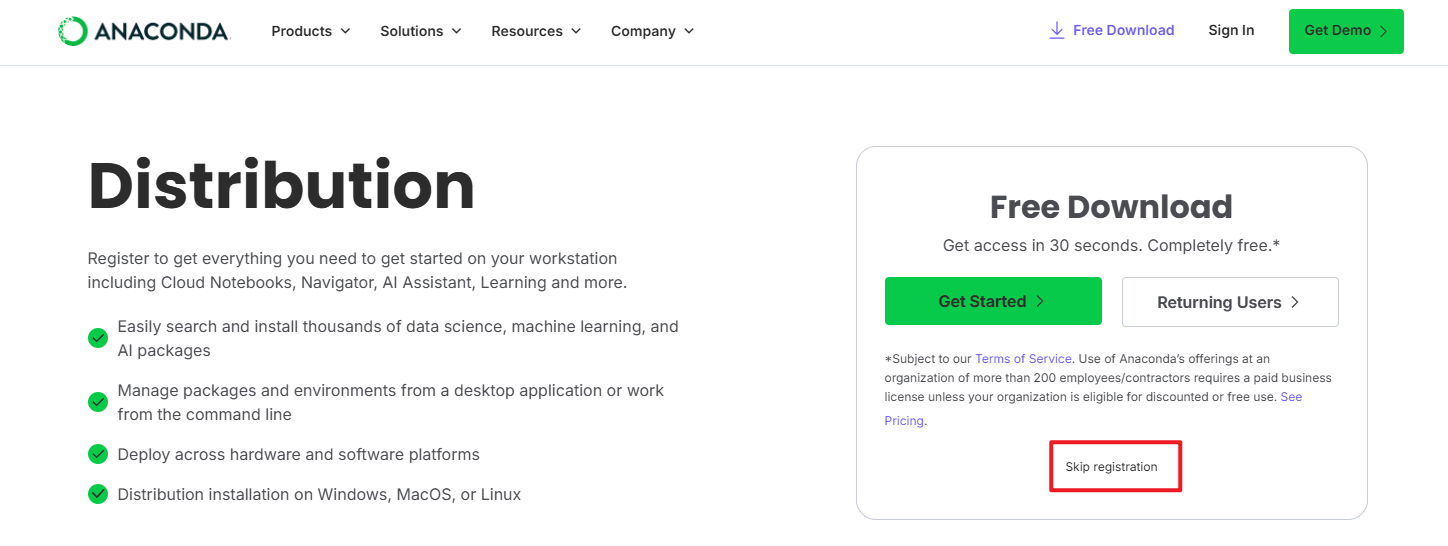 ANACONDA.
Products
Solutions
Resources
Company
Free Download
Sign In
Get Demo
Distribution
Register to get everything you need to get started on your workstation
including Cloud Notebooks, Navigator, AI Assistant, Learning and more.
Easily search and install thousands of data science, machine learning, and
AI packages
Manage packages and environments from a desktop application or work
from the command line
Deploy across hardware and software platforms
Distribution installation on Windows, MacOS, or Linux
Free Download
Get access in 30 seconds. Completely free.*
Get Started
Returning Users
*Subject to our Terms of Service. Use of Anaconda’s offerings at an
organization of more than 200 employees/contractors requires a paid business
license unless your organization is eligible for discounted or free use. See
Pricing.
Skip registration